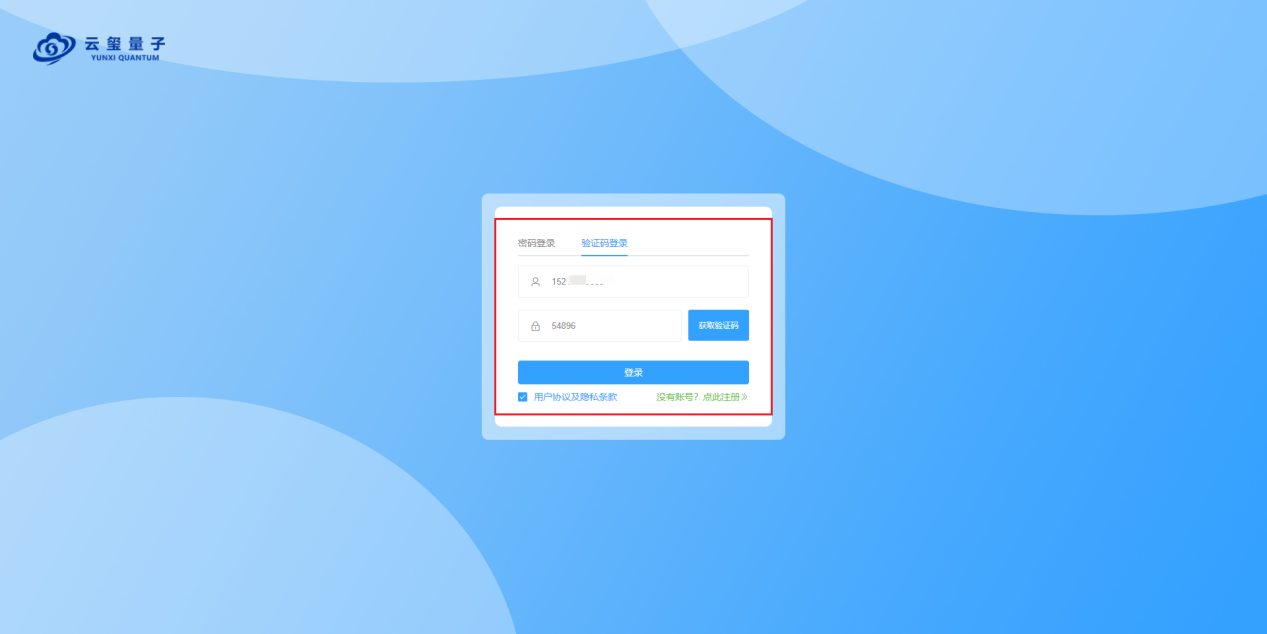 云玺量子
YUNXI QUANTUM
密码登录 验证码登录
152
54896 获取验证码
登录
用户协议及隐私条款 没有账号？点此注册